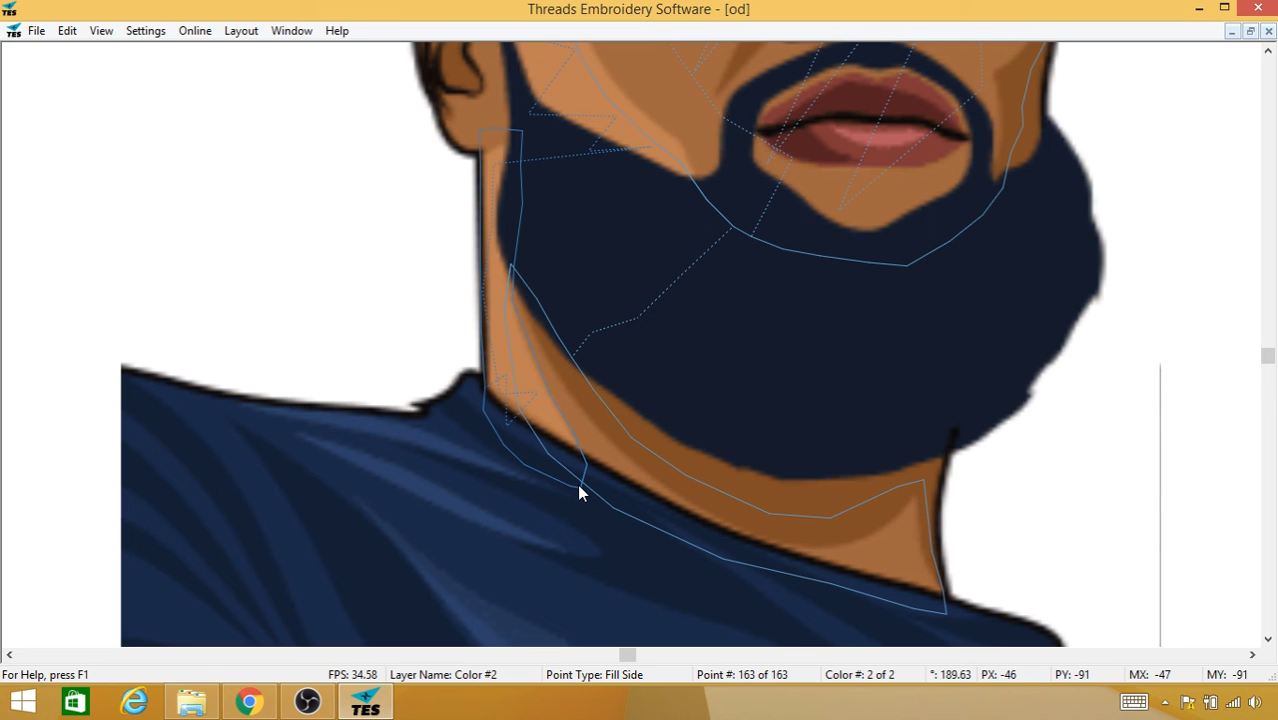 TES
Threads Embroidery Software - [od]
TES
File Edit View Settings Online Layout Window Help
For Help, press F1
FPS: 34.58
Layer Name: Color #2
Point Type: Fill Side
Point #: 163 of 163
Color #: 2 of 2
°: 189.63
PX: -46
PY: -91
MX: -47
MY: -91
TES